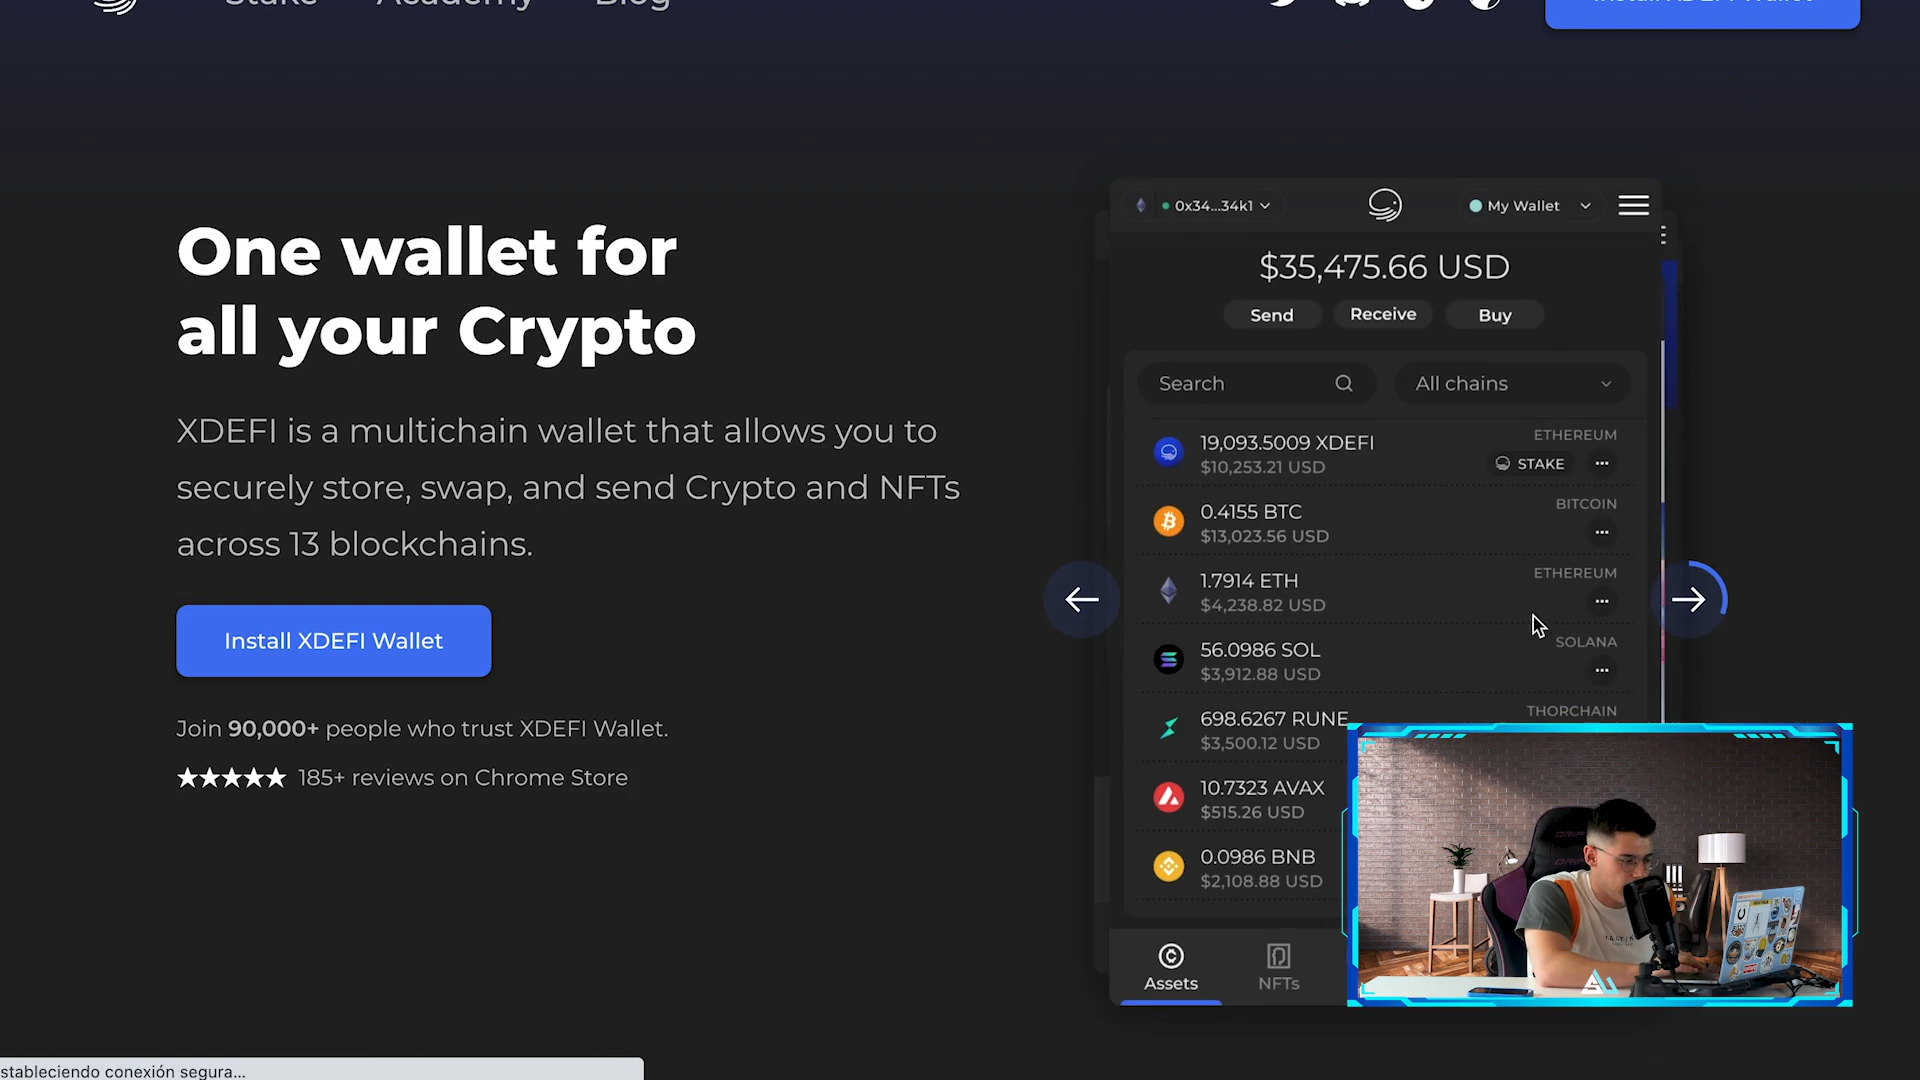 Stake Academy Blog
Install XDEFI Wallet
One wallet for
all your Crypto
XDEFI is a multichain wallet that allows you to
securely store, swap, and send Crypto and NFTs
across 13 blockchains.
Install XDEFI Wallet
Join 90,000+ people who trust XDEFI Wallet.
★★★★★ 185+ reviews on Chrome Store
0x34...34k1
My Wallet
$35,475.66 USD
Send Receive Buy
Search
All chains
19,093.5009 XDEFI
$10,253.21 USD
ETHEREUM
STAKE
0.4155 BTC
$13,023.56 USD
BITCOIN
1.7914 ETH
$4,238.82 USD
ETHEREUM
56.0986 SOL
$3,912.88 USD
SOLANA
698.6267 RUNE
$3,500.12 USD
THORCHAIN
10.7323 AVAX
$515.26 USD
0.0986 BNB
$2,108.88 USD
Assets NFTs
stableciendo conexión segura...